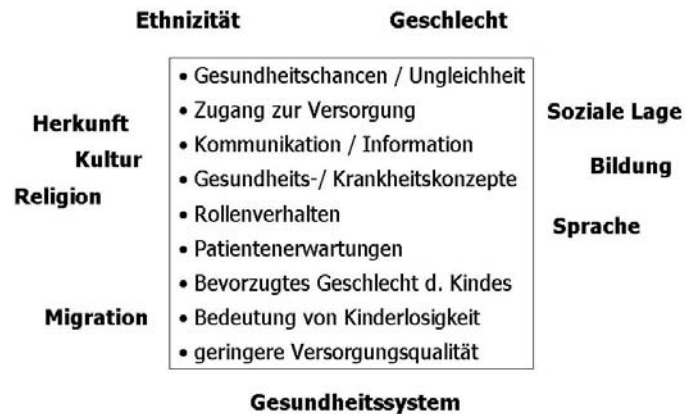 Ethnizität Geschlecht
• Gesundheitschancen / Ungleichheit
• Zugang zur Versorgung
Soziale Lage
Herkunft
• Kommunikation / Information
Kultur
Bildung
• Gesundheits-/ Krankheitskonzepte
Religion
• Rollenverhalten
Sprache
• Patientenerwartungen
• Bevorzugtes Geschlecht d. Kindes
Migration
• Bedeutung von Kinderlosigkeit
• geringere Versorgungsqualität
Gesundheitssystem